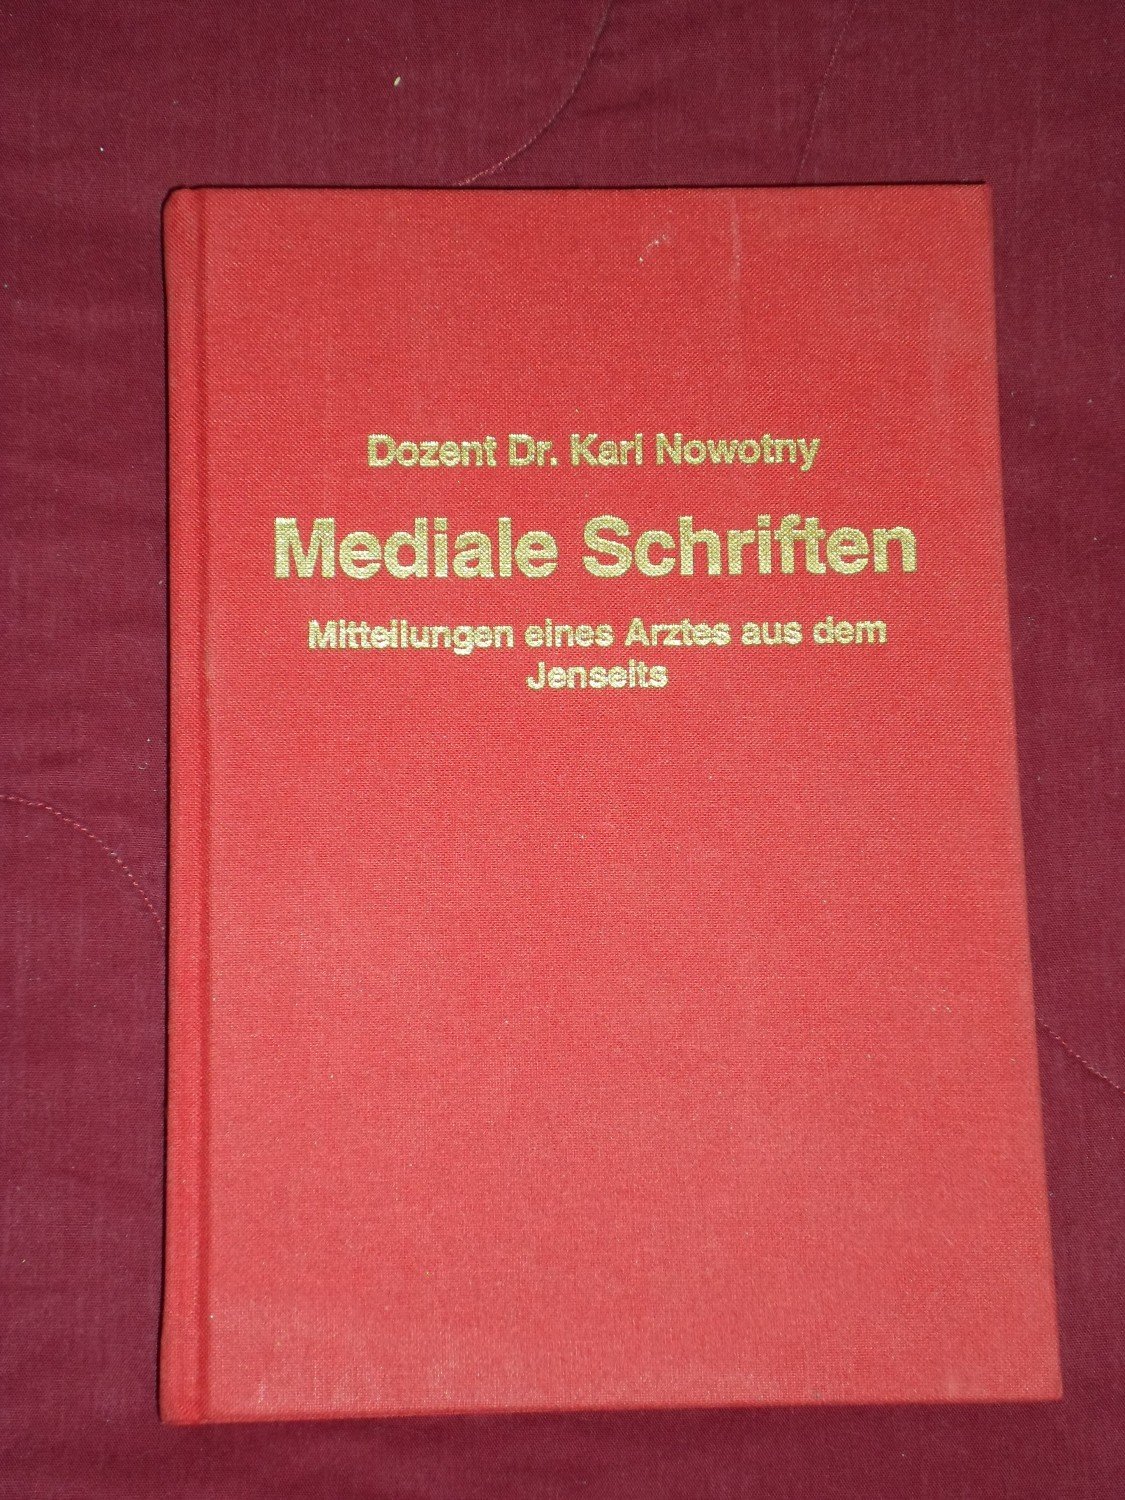 Dozent Dr. Karl Nowotny
Mediale Schriften
Mitteilungen eines Arztes aus dem
Jenseits